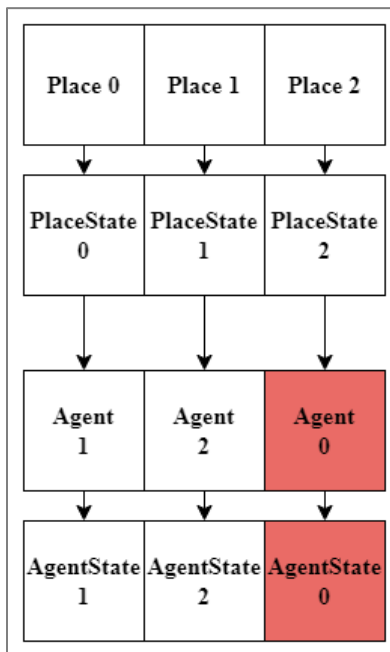 Place 0 Place 1 Place 2
PlaceState PlaceState PlaceState
0 1 2
Agent Agent Agent
1 2 0
AgentState AgentState AgentState
1 2 0